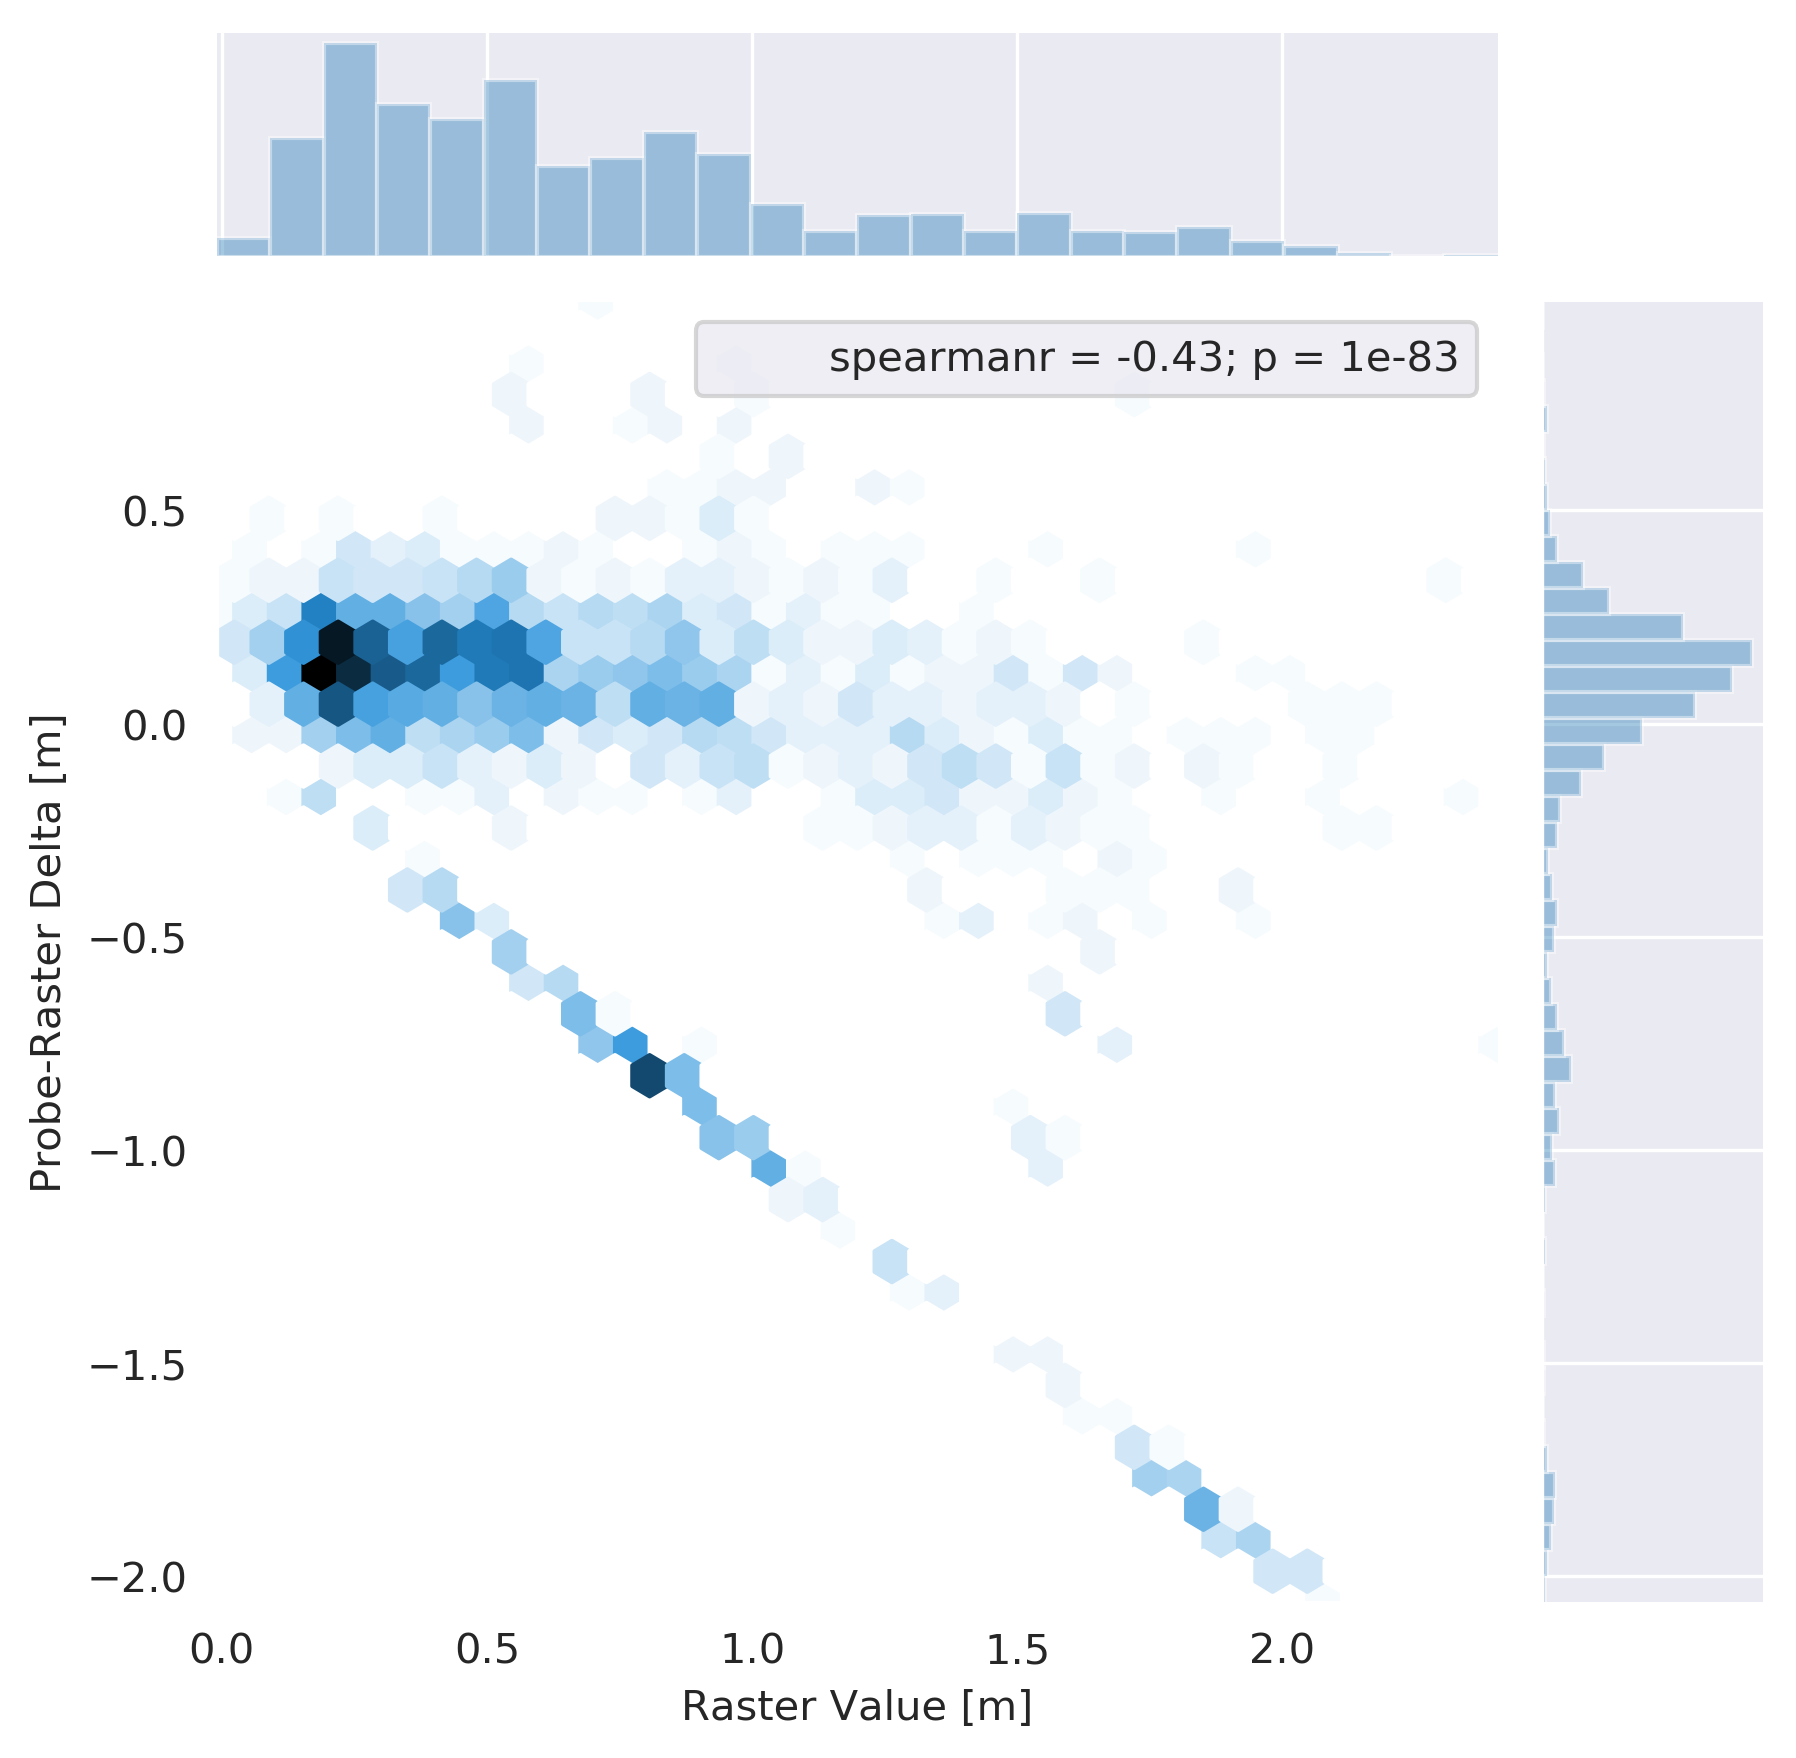 spearmanr = -0.43; p = 1e-83
0.5
0.0
−0.5
−1.0
−1.5
−2.0
Probe-Raster Delta [m]
0.0 0.5 1.0 1.5 2.0
Raster Value [m]